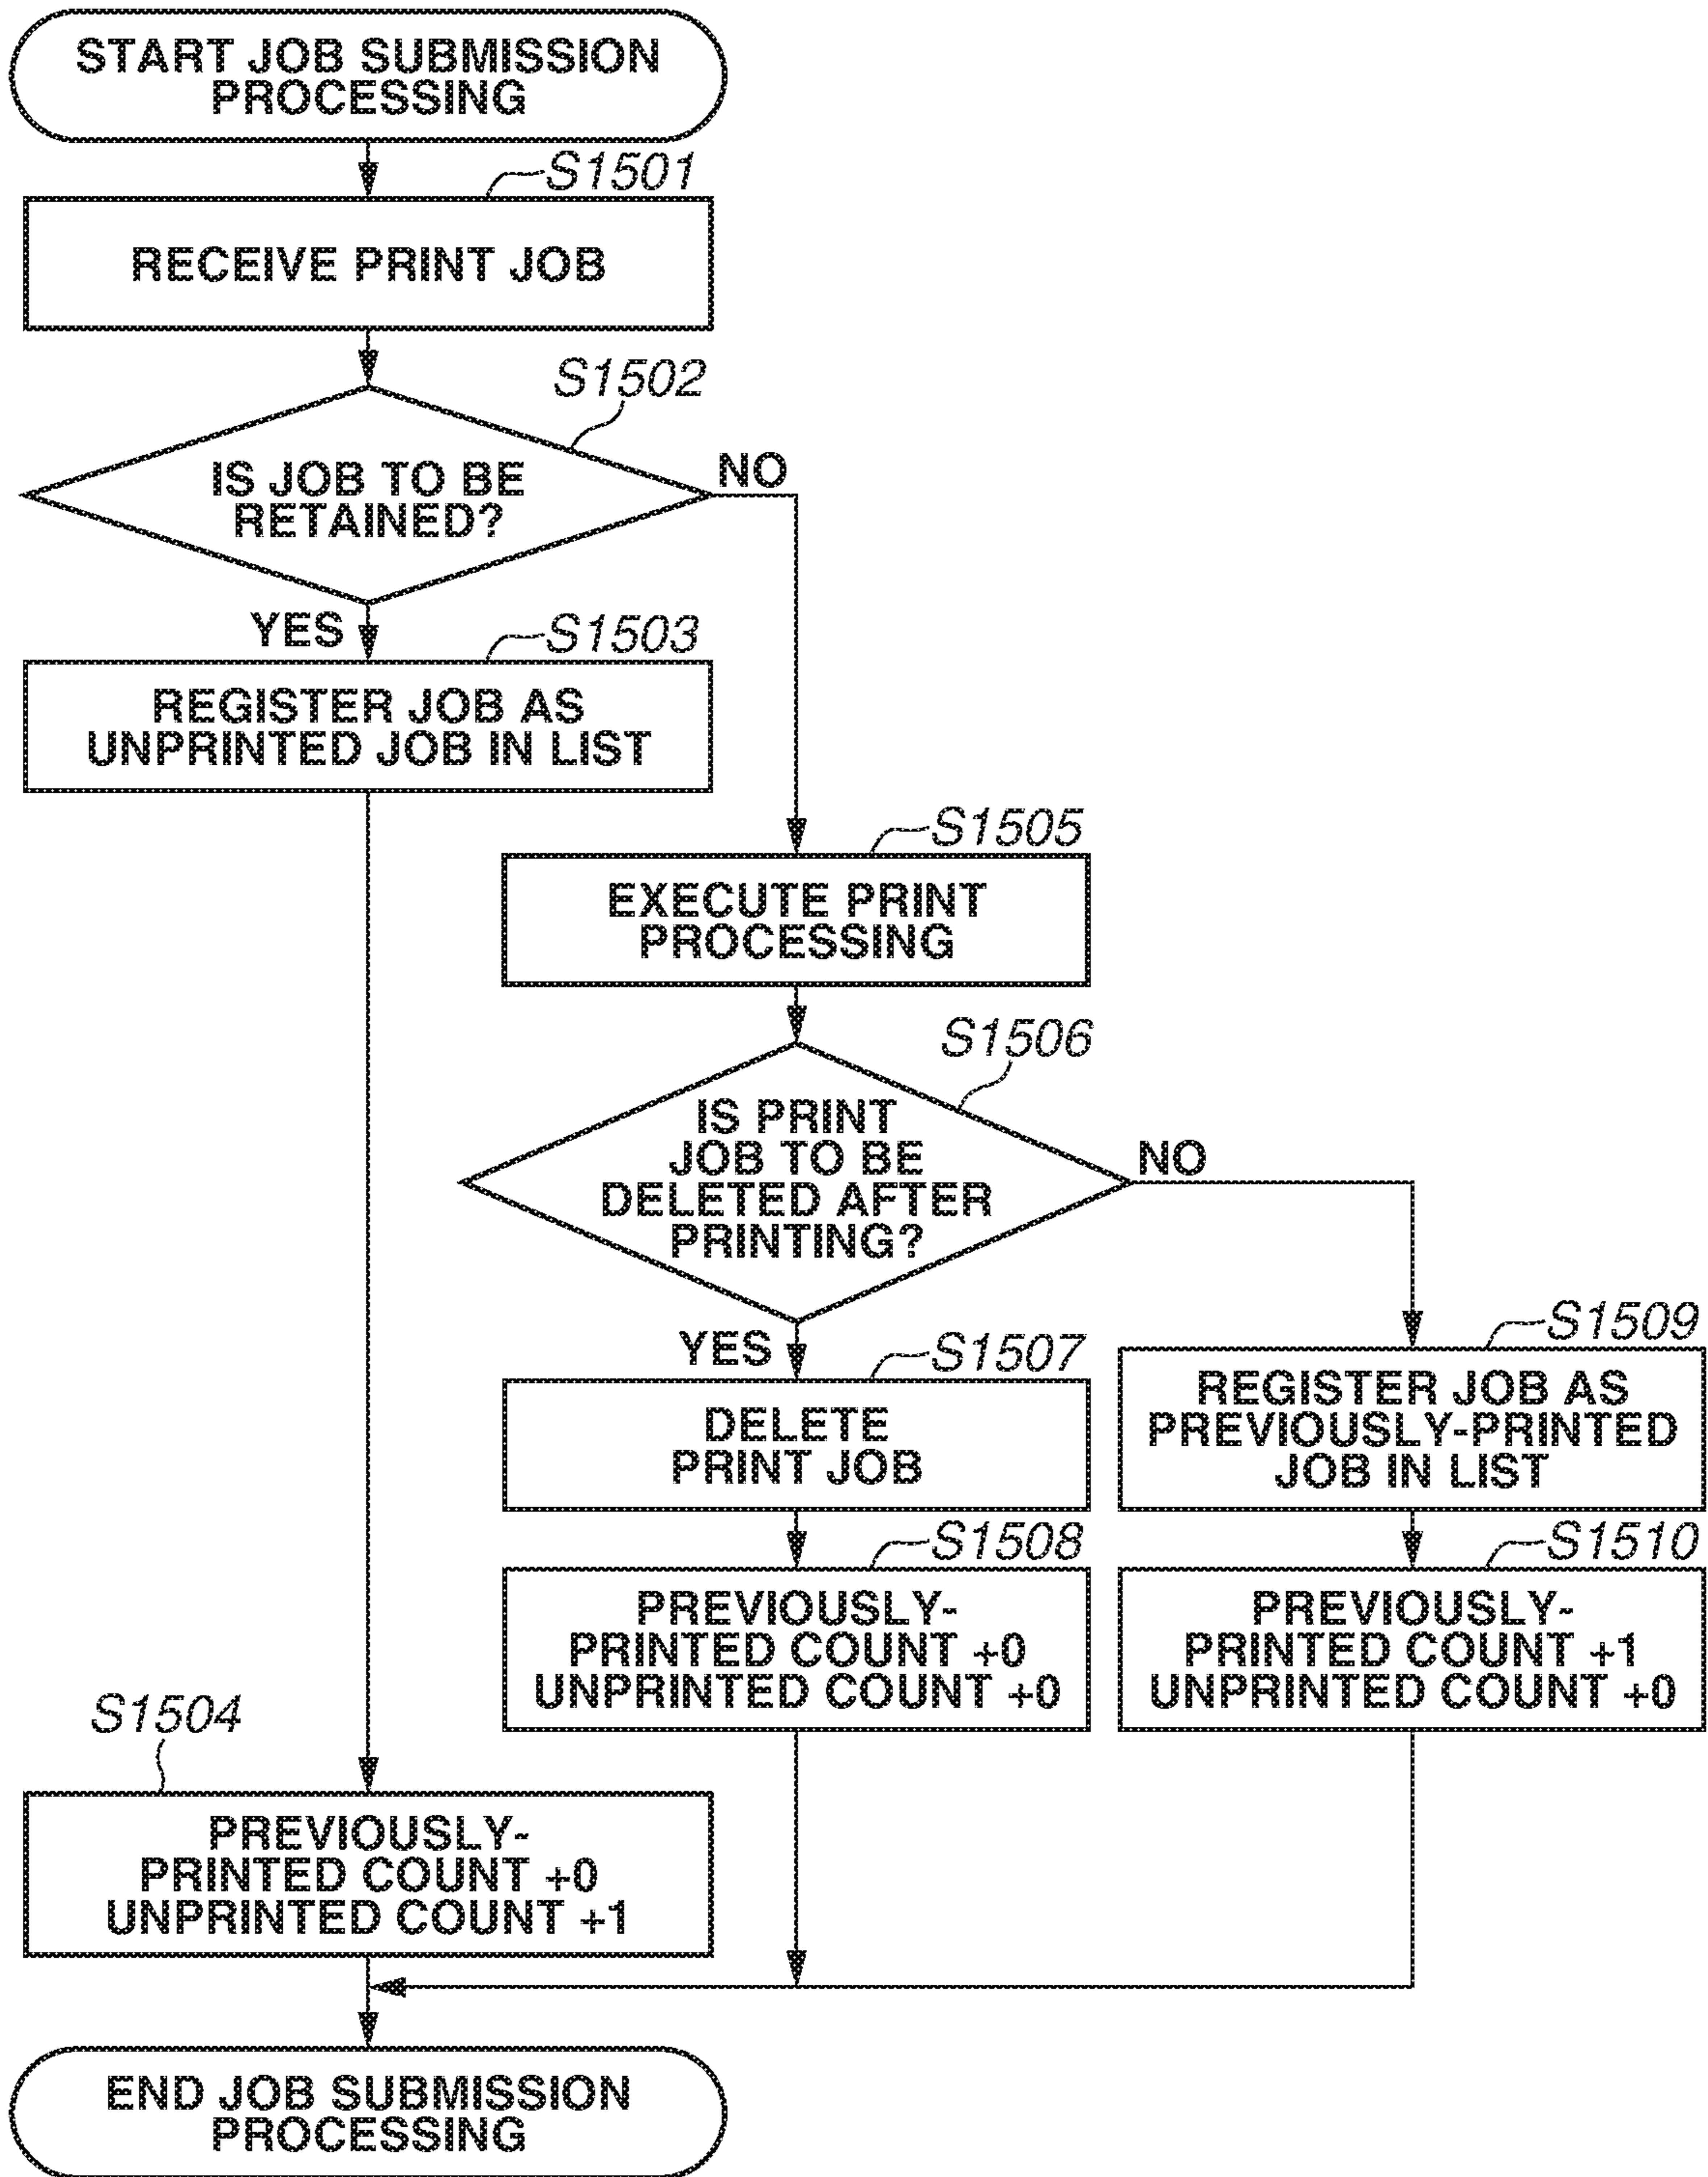 START JOB SUBMISSION
PROCESSING
S1501
RECEIVE PRINT JOB
S1502
IS JOB TO BE
RETAINED?
NO
YES
S1503
REGISTER JOB AS
UNPRINTED JOB IN LIST
S1505
EXECUTE PRINT
PROCESSING
S1506
IS PRINT
JOB TO BE
DELETED AFTER
PRINTING?
NO
YES
S1507
DELETE
PRINT JOB
S1509
REGISTER JOB AS
PREVIOUSLY-PRINTED
JOB IN LIST
S1508
PREVIOUSLY-
PRINTED COUNT +0
UNPRINTED COUNT +0
S1510
PREVIOUSLY-
PRINTED COUNT +1
UNPRINTED COUNT +0
S1504
PREVIOUSLY-
PRINTED COUNT +0
UNPRINTED COUNT +1
END JOB SUBMISSION
PROCESSING